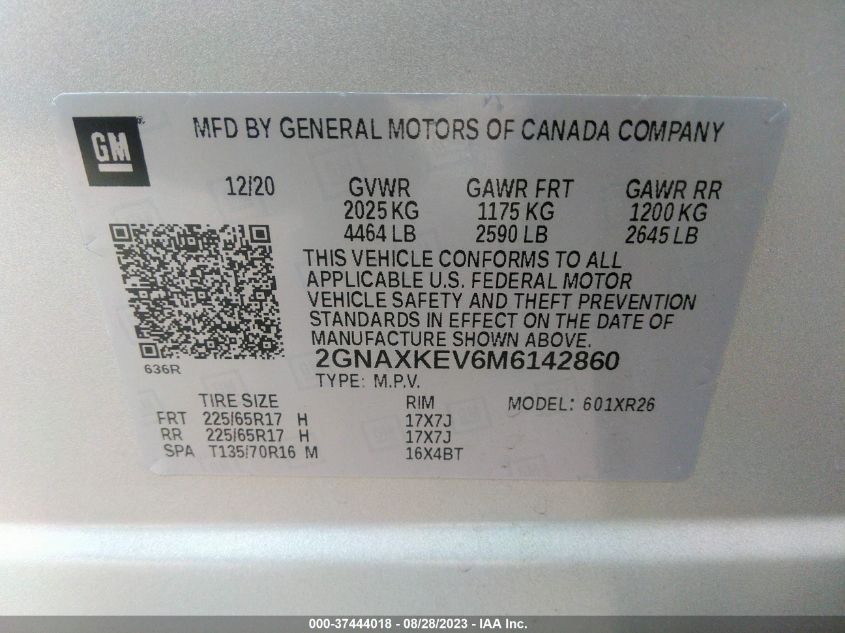 GM
MFD BY GENERAL MOTORS OF CANADA COMPANY
12/20 GVWR GAWR FRT GAWR RR
2025 KG 1175 KG 1200 KG
4464 LB 2590 LB 2645 LB
THIS VEHICLE CONFORMS TO ALL
APPLICABLE U.S. FEDERAL MOTOR
VEHICLE SAFETY AND THEFT PREVENTION
STANDARDS IN EFFECT ON THE DATE OF
MANUFACTURE SHOWN ABOVE.
636R 2GNAXKEV6M6142860
TYPE: M.P.V.
TIRE SIZE RIM MODEL: 601XR26
FRT 225/65R17 H 17X7J
RR 225/65R17 H 17X7J
SPA T135/70R16 M 16X4BT
000-37444018 - 08/28/2023 - IAA Inc.